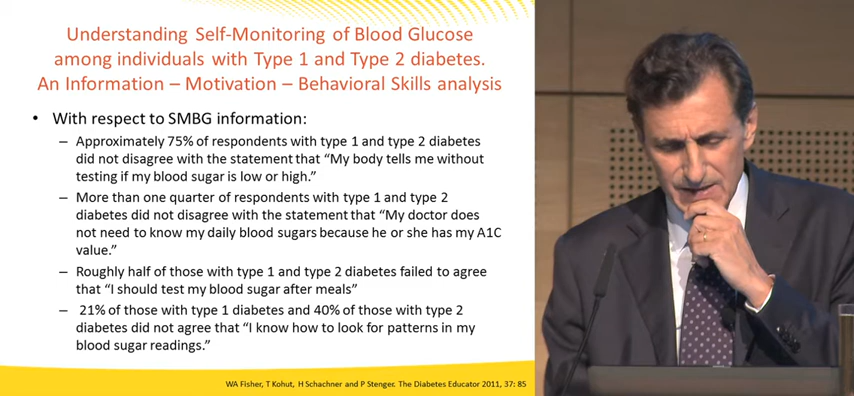 Understanding Self-Monitoring of Blood Glucose
among individuals with Type 1 and Type 2 diabetes.
An Information – Motivation – Behavioral Skills analysis
• With respect to SMBG information:
– Approximately 75% of respondents with type 1 and type 2 diabetes
did not disagree with the statement that “My body tells me without
testing if my blood sugar is low or high.”
– More than one quarter of respondents with type 1 and type 2
diabetes did not disagree with the statement that “My doctor does
not need to know my daily blood sugars because he or she has my A1C
value.”
– Roughly half of those with type 1 and type 2 diabetes failed to agree
that “I should test my blood sugar after meals”
– 21% of those with type 1 diabetes and 40% of those with type 2
diabetes did not agree that “I know how to look for patterns in my
blood sugar readings.”
WA Fisher, T Kohut, H Schachner and P Stenger. The Diabetes Educator 2011, 37: 85